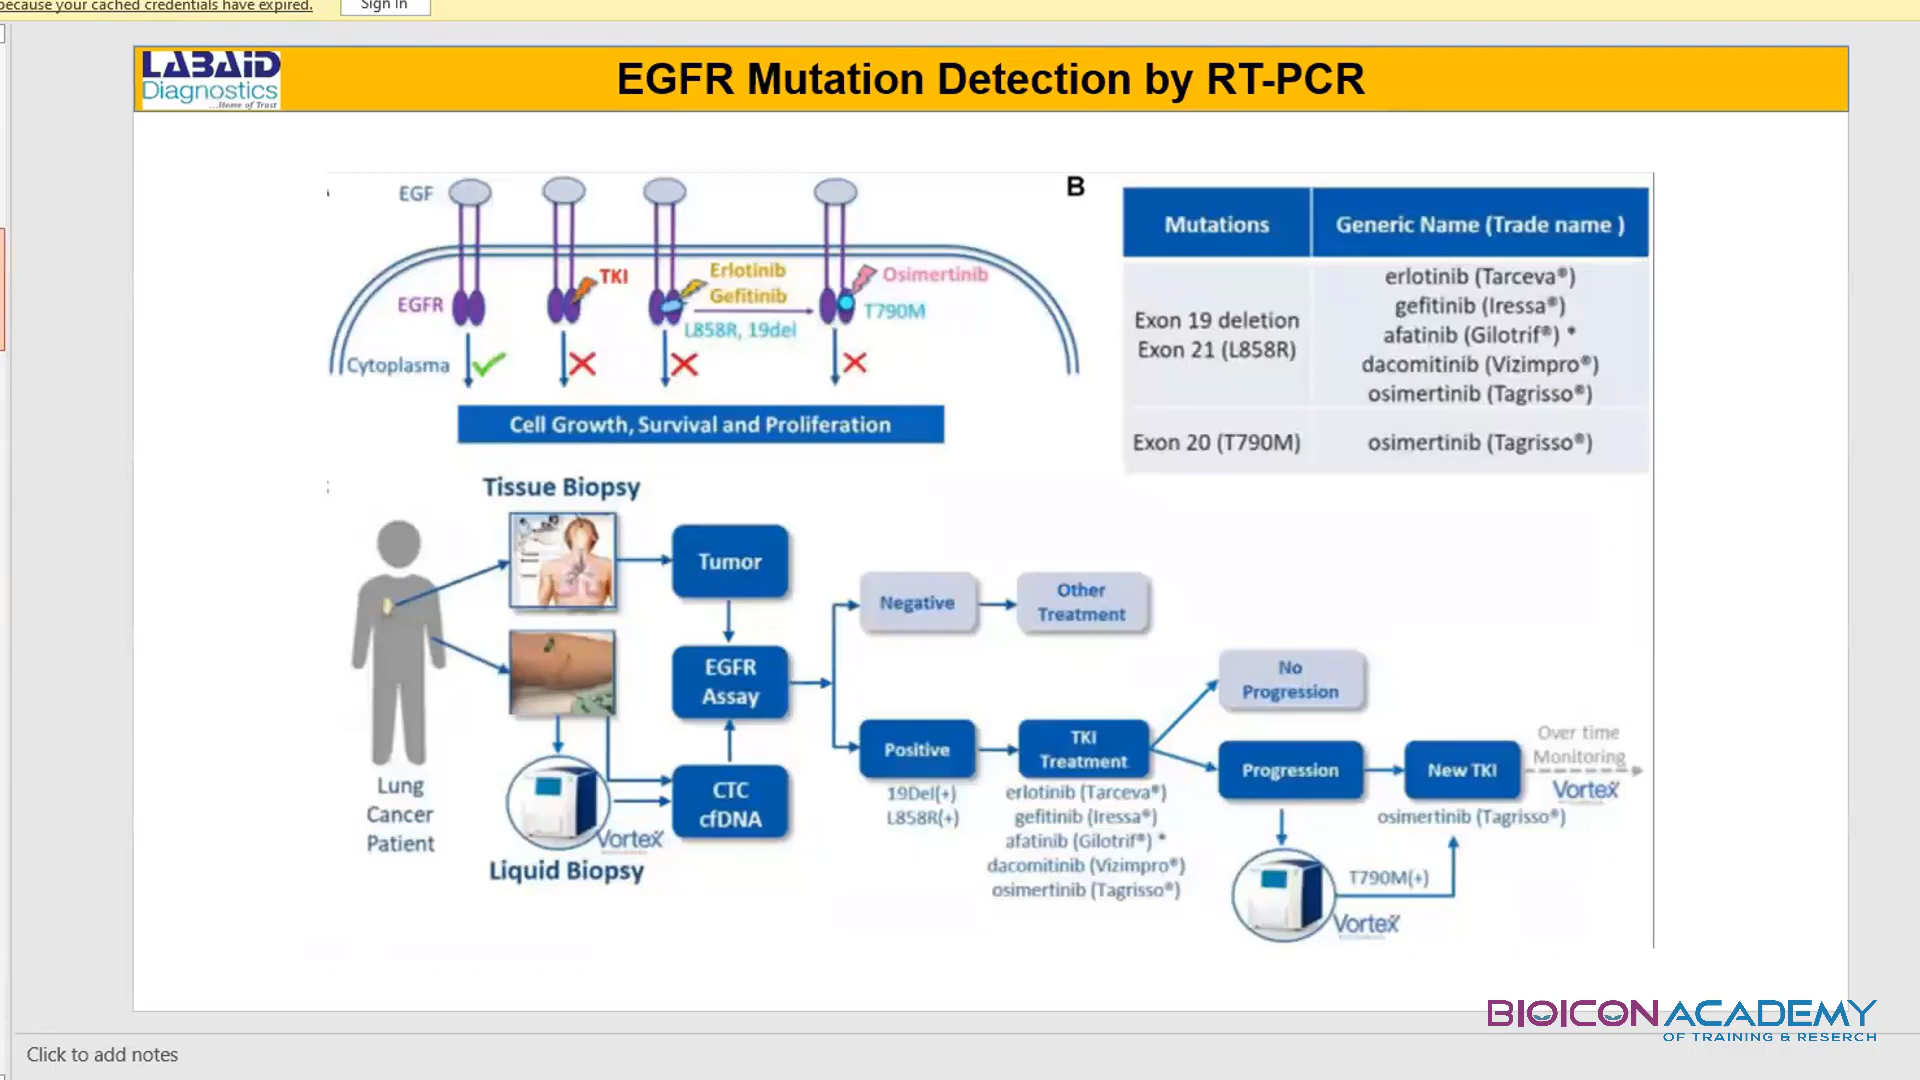 because your cached credentials have expired.
Sign In
LABAID
Diagnostics
...Home of Trust
EGFR Mutation Detection by RT-PCR
EGF
EGFR
Cytoplasma
TKI
Erlotinib
Gefitinib
L858R, 19del
Osimertinib
T790M
Cell Growth, Survival and Proliferation
B
Mutations
Generic Name (Trade name )
Exon 19 deletion
Exon 21 (L858R)
erlotinib (Tarceva®)
gefitinib (Iressa®)
afatinib (Gilotrif®) *
dacomitinib (Vizimpro®)
osimertinib (Tagrisso®)
Exon 20 (T790M)
osimertinib (Tagrisso®)
Tissue Biopsy
Lung
Cancer
Patient
Vortex
Liquid Biopsy
Tumor
EGFR
Assay
CTC
cfDNA
Negative
Other
Treatment
Positive
19Del(+)
L858R(+)
TKI
Treatment
erlotinib (Tarceva®)
gefitinib (Iressa®)
afatinib (Gilotrif®) *
dacomitinib (Vizimpro®)
osimertinib (Tagrisso®)
No
Progression
Progression
New TKI
osimertinib (Tagrisso®)
Over time
Monitoring
Vortex
T790M(+)
Vortex
BIOICON ACADEMY
OF TRAINING & RESERCH
Click to add notes